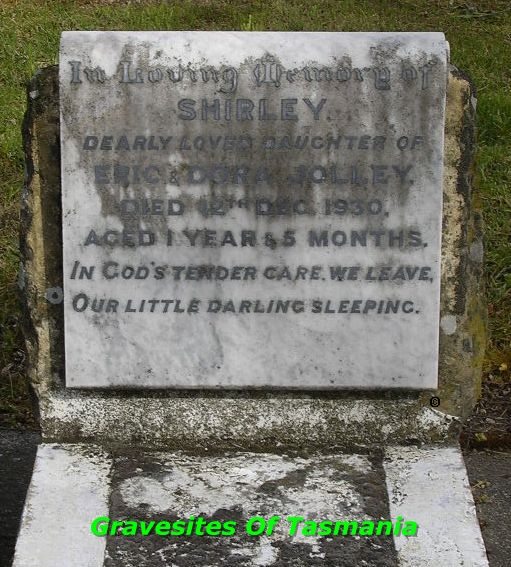 In Loving Memory of
SHIRLEY.
DEARLY LOVED DAUGHTER OF
ERIC & DORA JOLLEY.
DIED 12TH DEC. 1930.
AGED 1 YEAR & 5 MONTHS.
IN GOD'S TENDER CARE, WE LEAVE,
OUR LITTLE DARLING SLEEPING.
Gravesites Of Tasmania